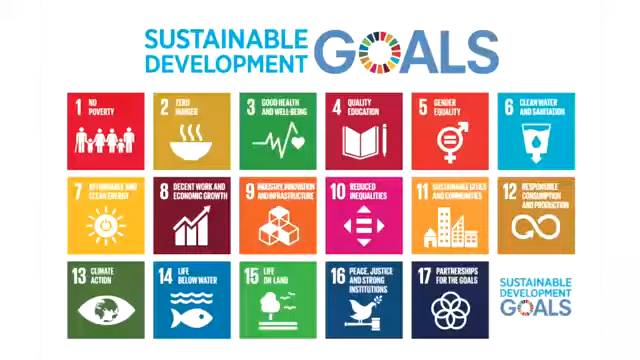 SUSTAINABLE
DEVELOPMENT
GOALS
1 NO
POVERTY
2 ZERO
HUNGER
3 GOOD HEALTH
AND WELL-BEING
4 QUALITY
EDUCATION
5 GENDER
EQUALITY
6 CLEAN WATER
AND SANITATION
7 AFFORDABLE AND
CLEAN ENERGY
8 DECENT WORK AND
ECONOMIC GROWTH
9 INDUSTRY, INNOVATION
AND INFRASTRUCTURE
10 REDUCED
INEQUALITIES
11 SUSTAINABLE CITIES
AND COMMUNITIES
12 RESPONSIBLE
CONSUMPTION
AND PRODUCTION
13 CLIMATE
ACTION
14 LIFE
BELOW WATER
15 LIFE
ON LAND
16 PEACE, JUSTICE
AND STRONG
INSTITUTIONS
17 PARTNERSHIPS
FOR THE GOALS
SUSTAINABLE
DEVELOPMENT
GOALS